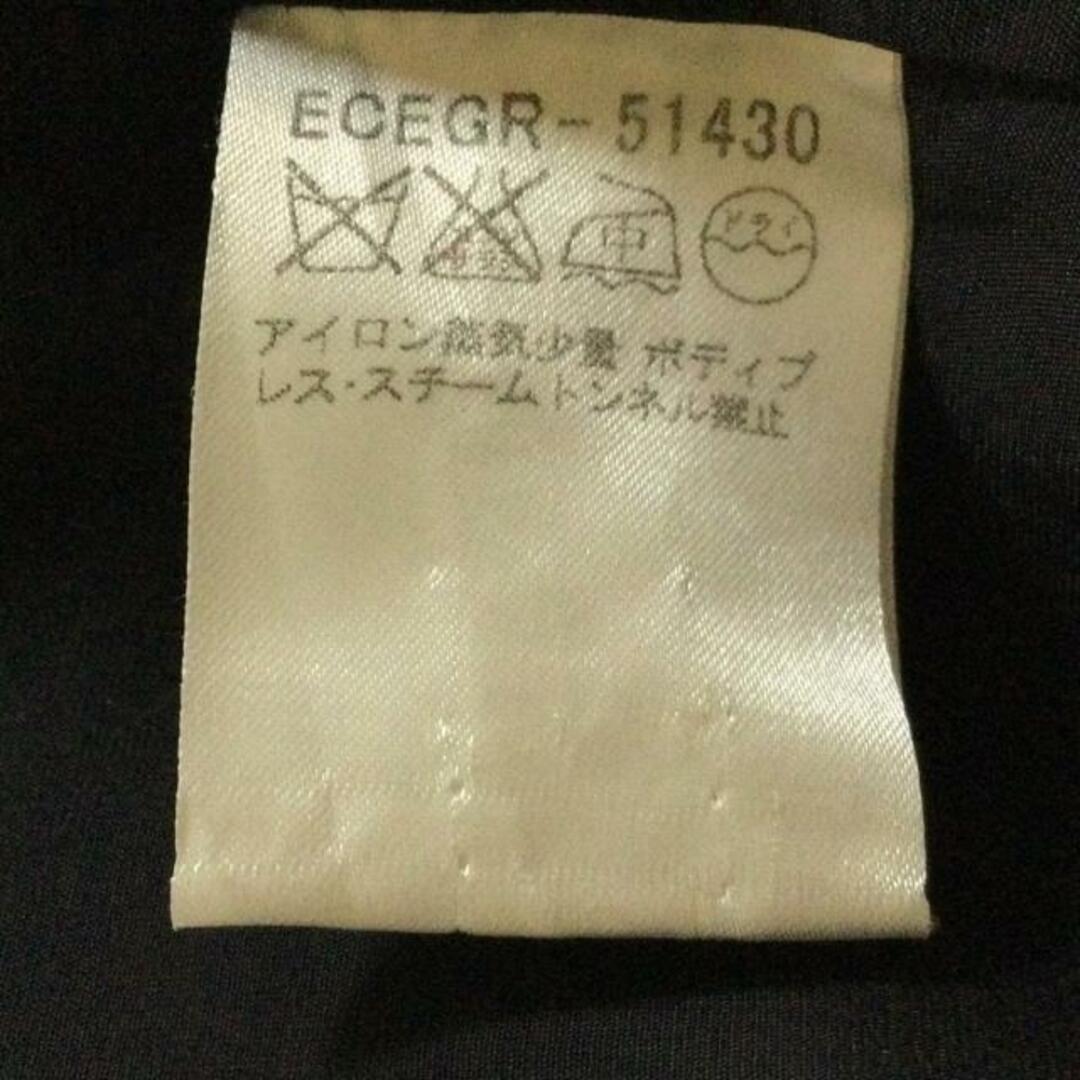 ECEGR-51430
中 ドライ
アイロン蒸気少量 ボディプ
レス・スチームトンネル禁止